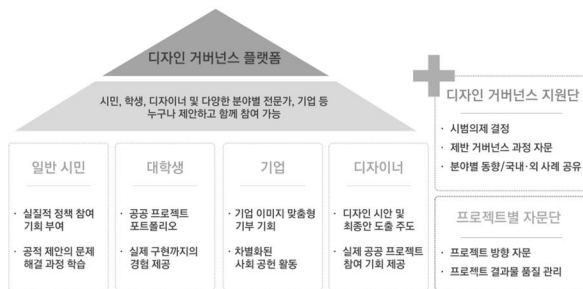 디자인 거버넌스 플랫폼
시민, 학생, 디자이너 및 다양한 분야별 전문가, 기업 등
누구나 제안하고 함께 참여 가능
일반 시민
· 실질적 정책 참여
기회 부여
· 공적 제안의 문제
해결 과정 학습
대학생
· 공공 프로젝트
포트폴리오
· 실제 구현까지의
경험 제공
기업
· 기업 이미지 맞춤형
기부 기회
· 차별화된
사회 공헌 활동
디자이너
· 디자인 시안 및
최종안 도출 주도
· 실제 공공 프로젝트
참여 기회 제공
디자인 거버넌스 지원단
· 시범의제 결정
· 제반 거버넌스 과정 자문
· 분야별 동향/국내·외 사례 공유
프로젝트별 자문단
· 프로젝트 방향 자문
· 프로젝트 결과물 품질 관리